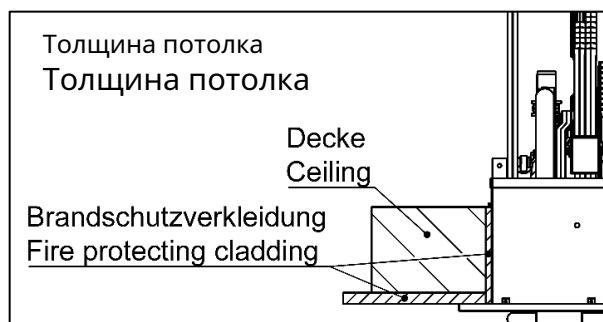 Толщина потолка
Толщина потолка
Decke
Ceiling
Brandschutzverkleidung
Fire protecting cladding